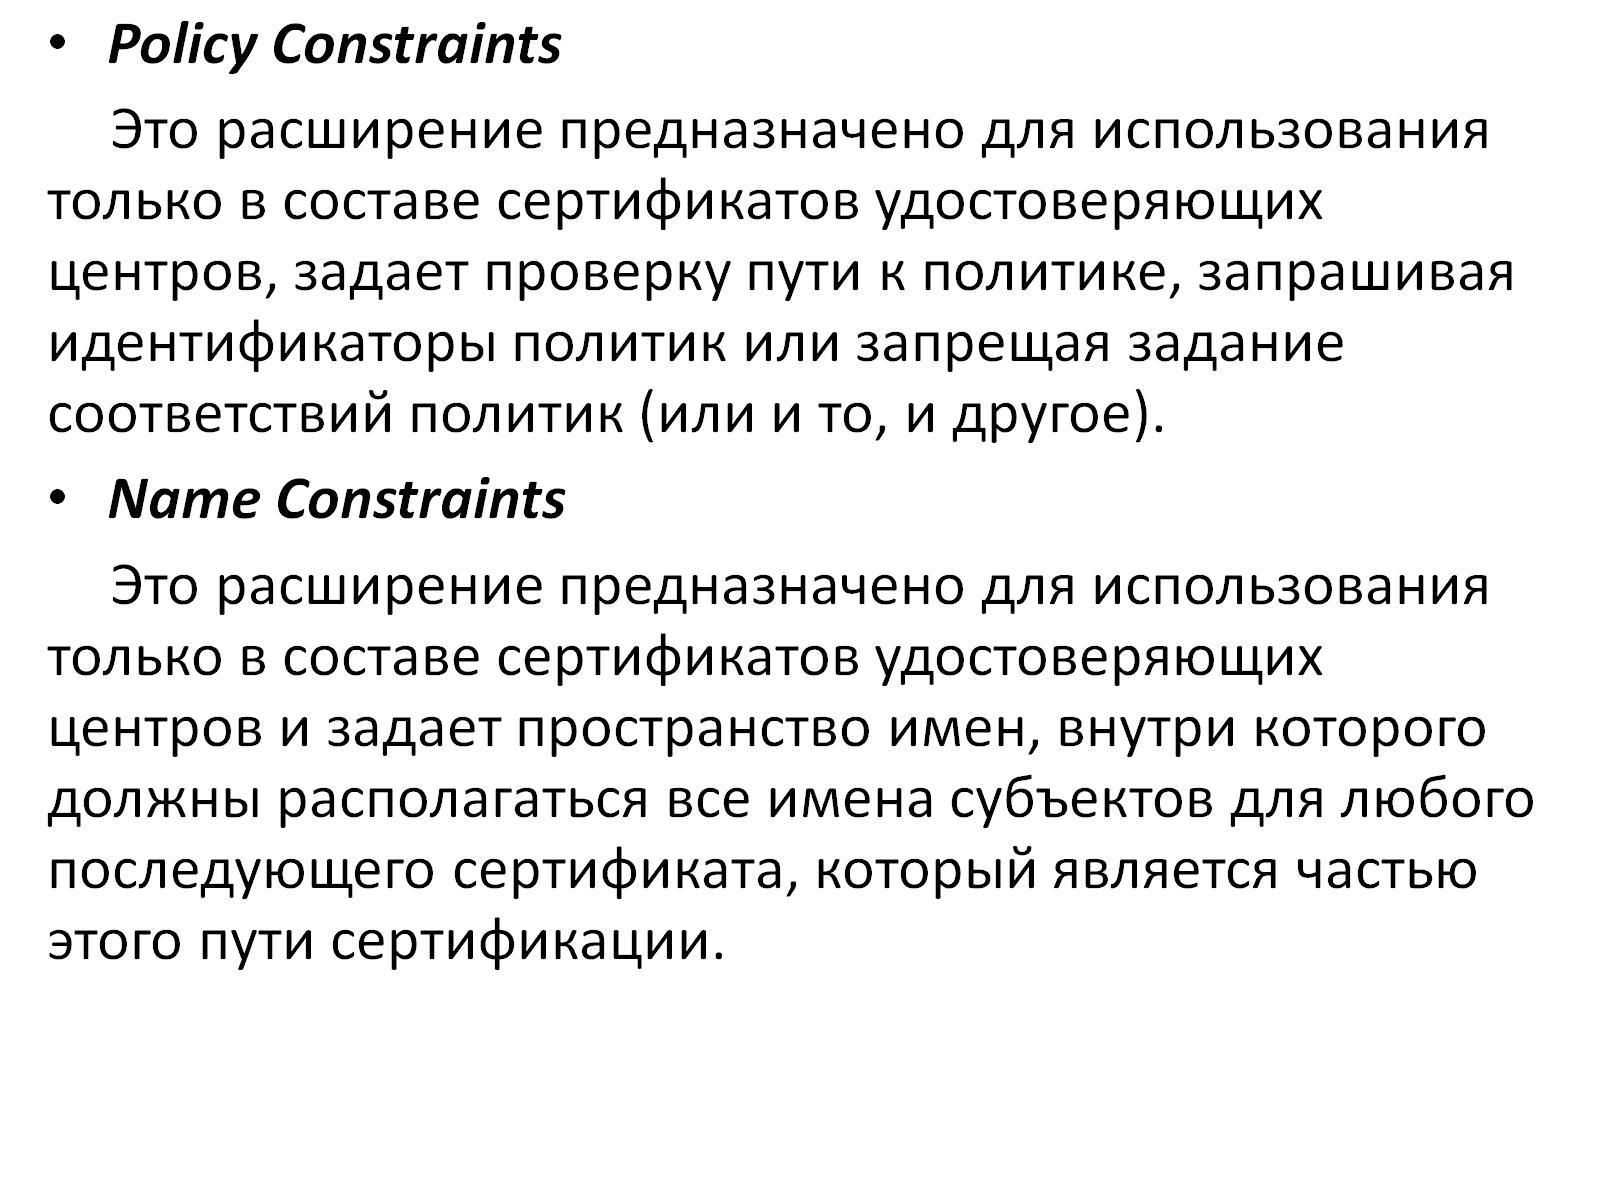 • Policy Constraints
Это расширение предназначено для использования
только в составе сертификатов удостоверяющих
центров, задает проверку пути к политике, запрашивая
идентификаторы политик или запрещая задание
соответствий политик (или и то, и другое).
• Name Constraints
Это расширение предназначено для использования
только в составе сертификатов удостоверяющих
центров и задает пространство имен, внутри которого
должны располагаться все имена субъектов для любого
последующего сертификата, который является частью
этого пути сертификации.